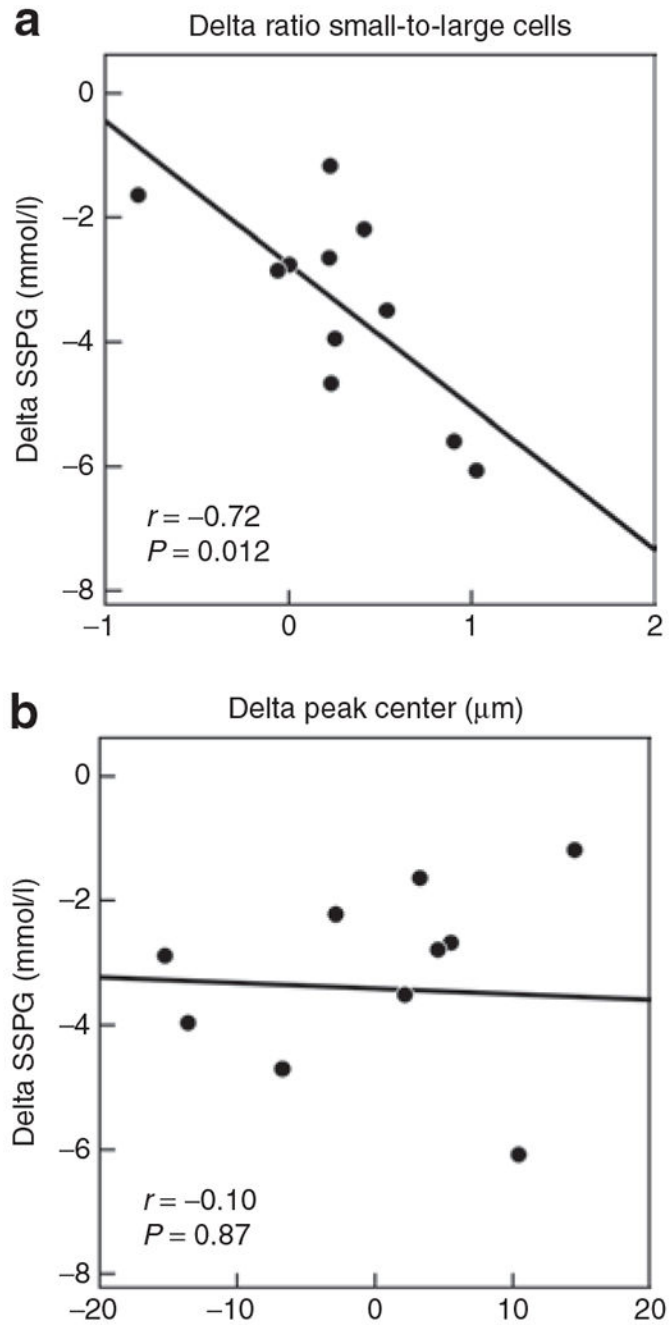 a
Delta ratio small-to-large cells
Delta SSPG (mmol/l)
0
−2
−4
−6
−8
r = −0.72
P = 0.012
−1 0 1 2
b
Delta peak center (μm)
Delta SSPG (mmol/l)
0
−2
−4
−6
−8
r = −0.10
P = 0.87
−20 −10 0 10 20